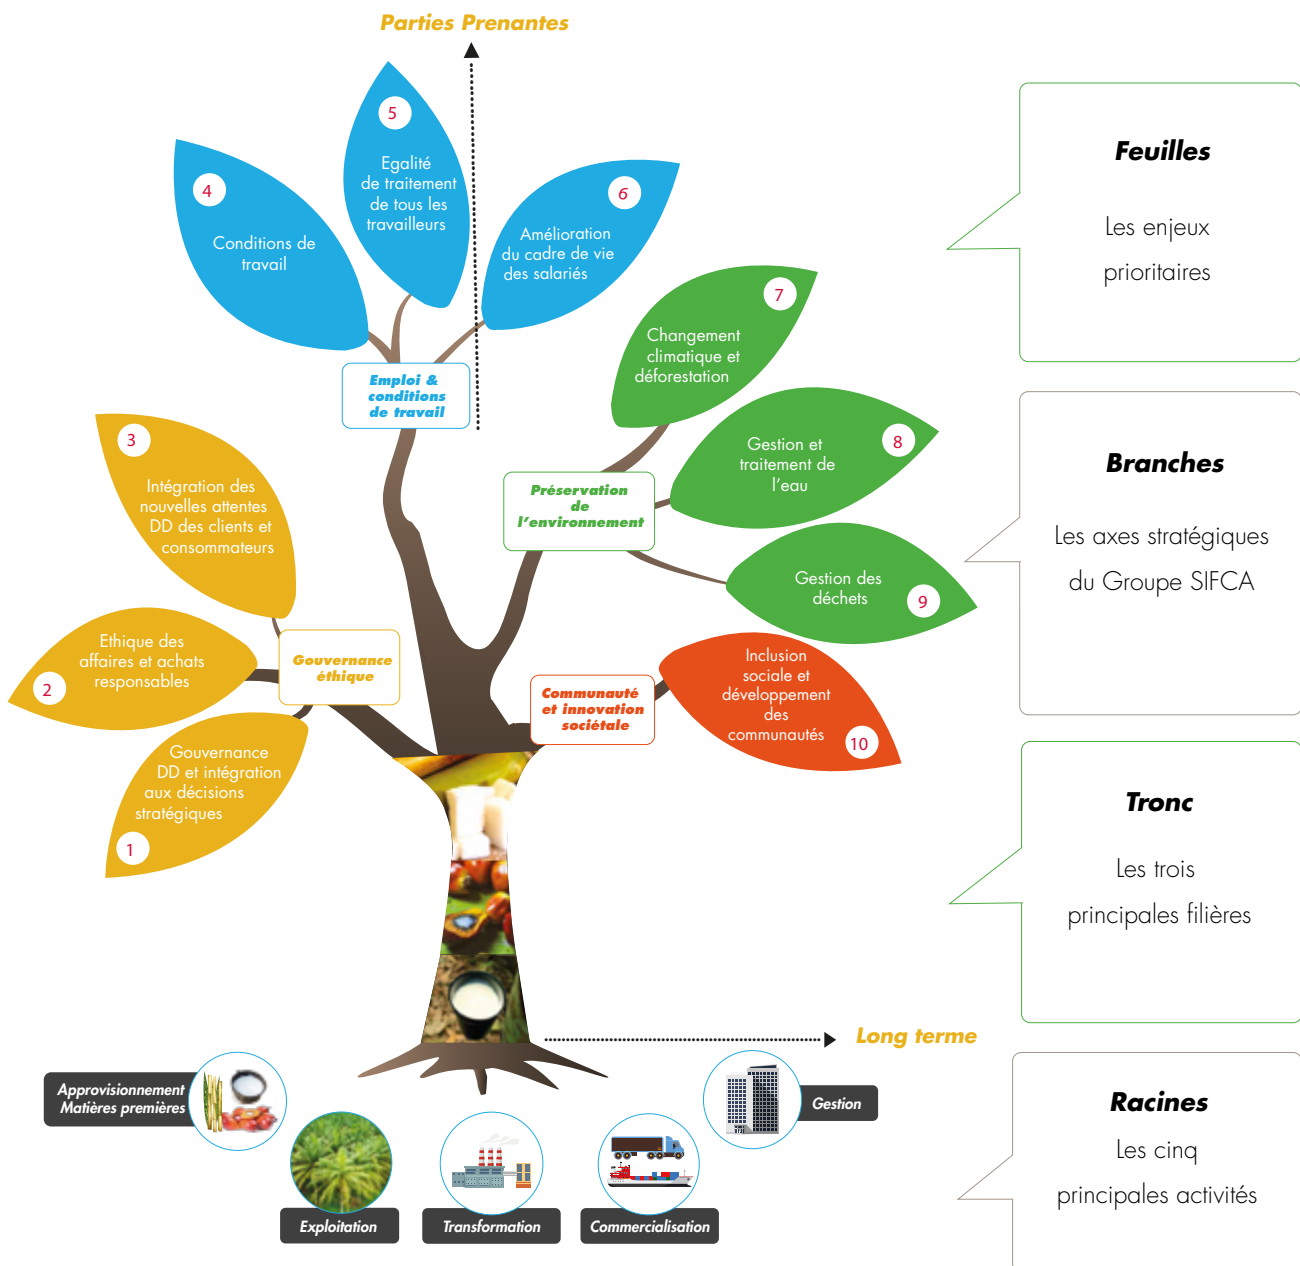 Parties Prenantes
5
Egalité
de traitement
de tous les
travailleurs
4
Conditions de
travail
6
Amélioration
du cadre de vie
des salariés
7
Changement
climatique et
déforestation
Emploi &
conditions
de travail
3
Intégration des
nouvelles attentes
DD des clients et
consommateurs
8
Gestion et
traitement de
l'eau
Préservation
de
l'environnement
Gestion des
déchets
9
2
Ethique des
affaires et achats
responsables
Gouvernance
éthique
Communauté
et innovation
sociétale
Inclusion
sociale et
développement
des
communautés
10
Gouvernance
DD et intégration
aux décisions
stratégiques
1
Long terme
Approvisionnement
Matières premières
Exploitation
Transformation
Commercialisation
Gestion
Feuilles
Les enjeux
prioritaires
Branches
Les axes stratégiques
du Groupe SIFCA
Tronc
Les trois
principales filières
Racines
Les cinq
principales activités